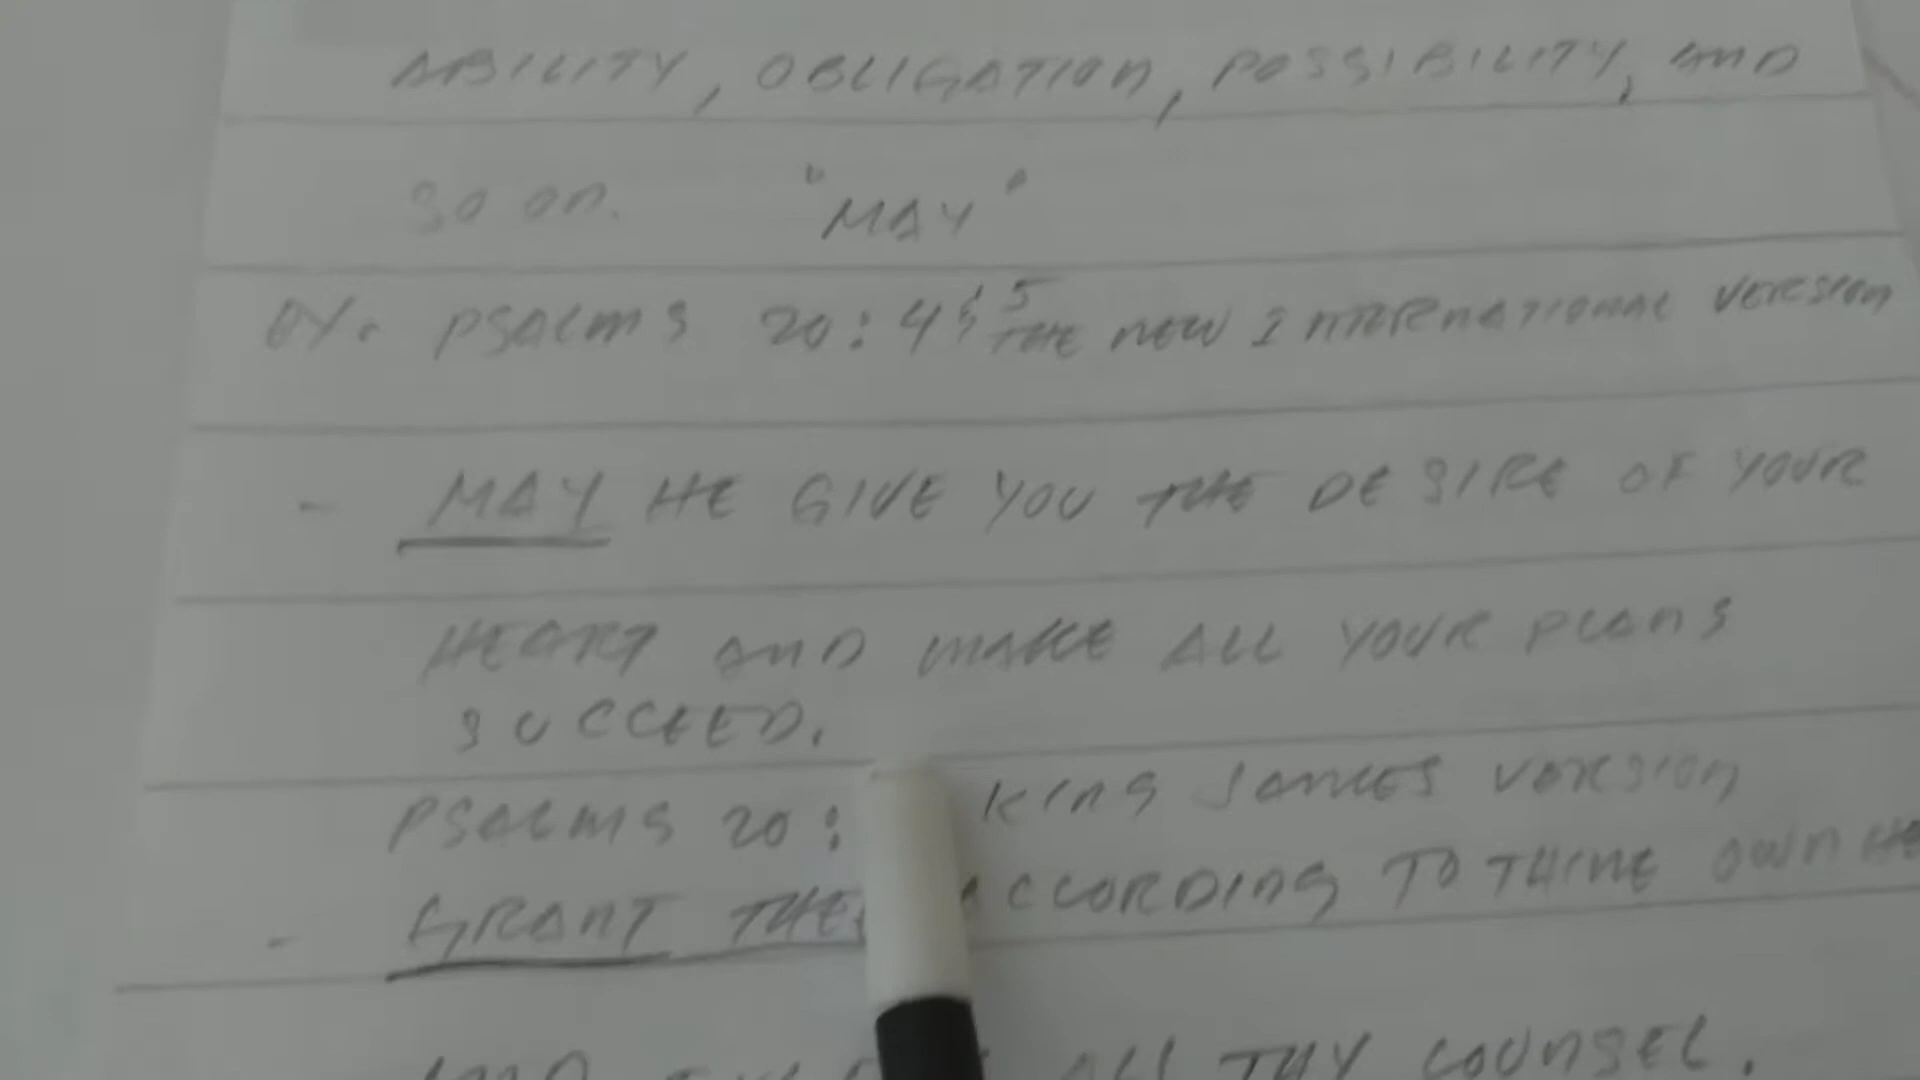 ABILITY, OBLIGATION, POSSIBILITY, AND
SO ON. "MAY"
PSALMS 20:4 & 5 THE NEW INTERNATIONAL VERSION
- MAY HE GIVE YOU THE DESIRE OF YOUR
HEART AND MAKE ALL YOUR PLANS
SUCCEED.
PSALMS 20: KING JAMES VERSION
- GRANT ACCORDING TO THINE OWN
ALL THY COUNSEL.